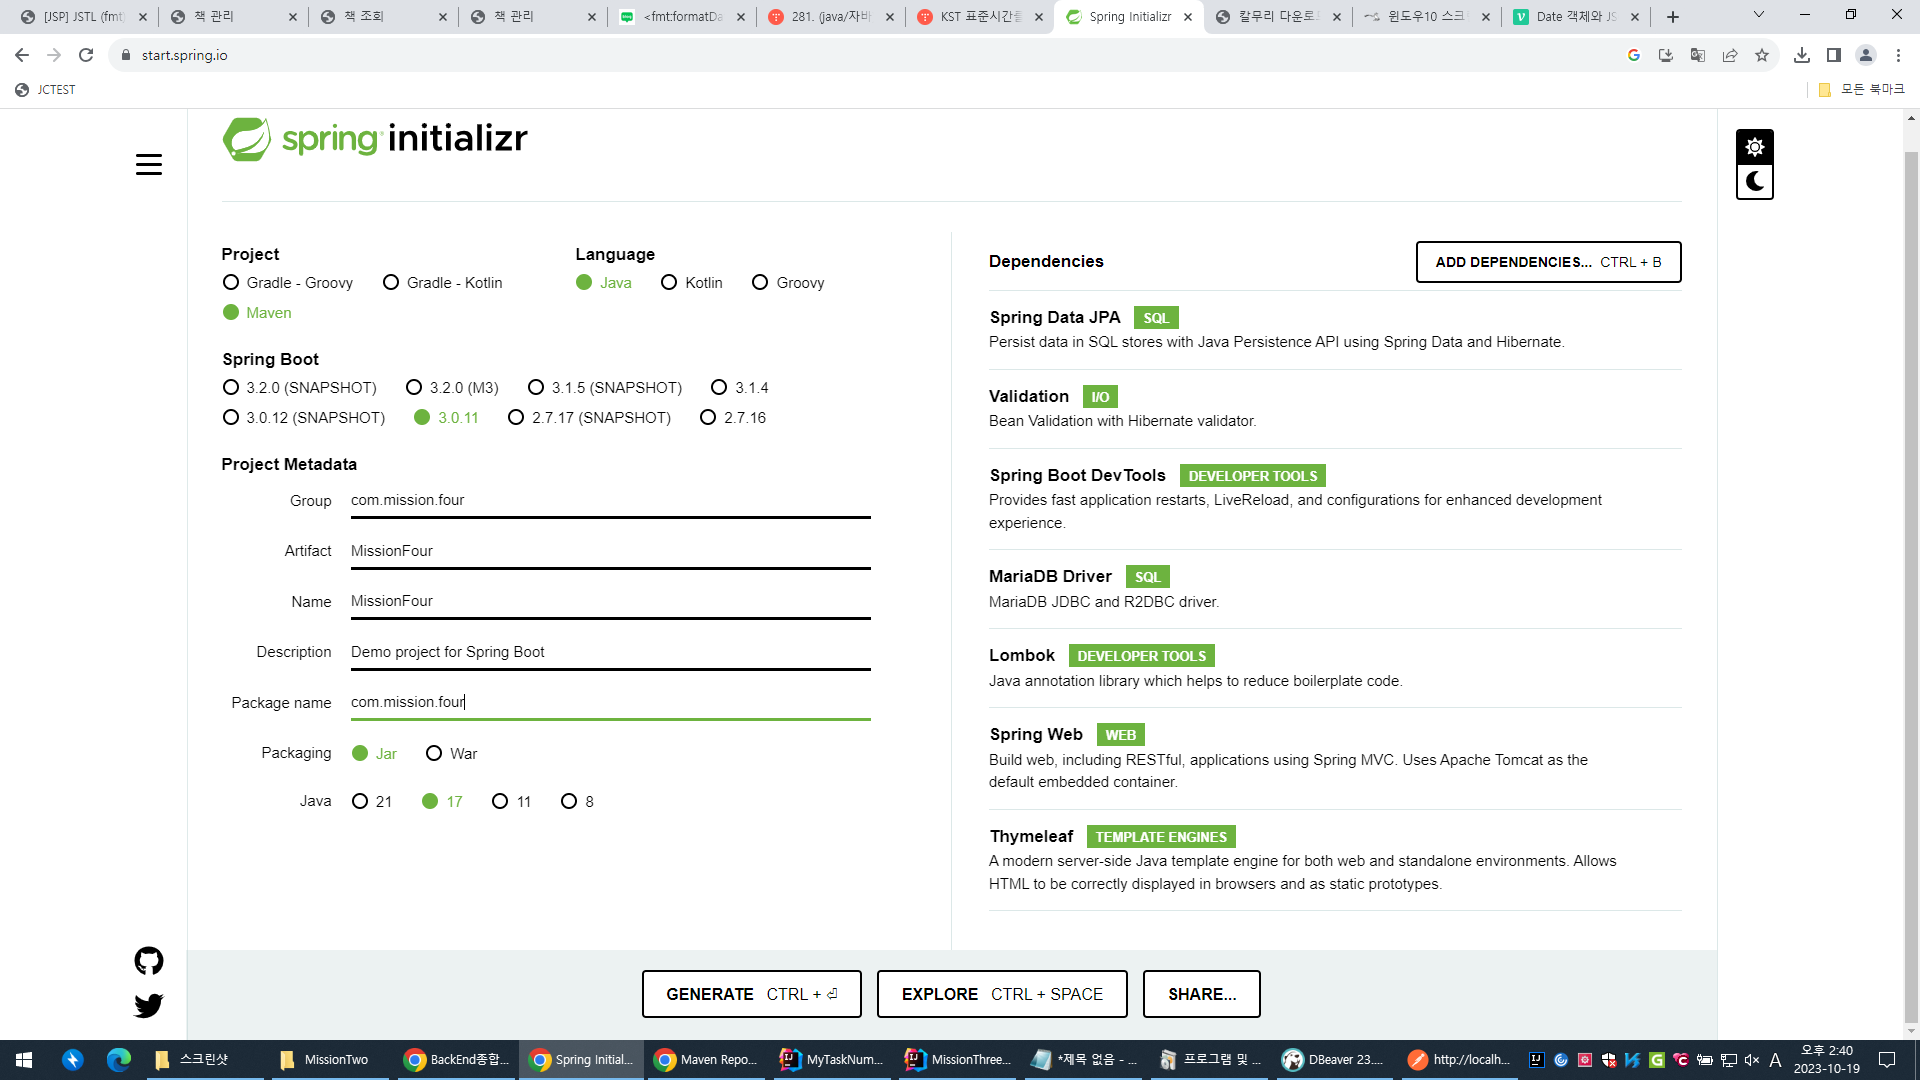 [JSP] JSTL (fmt)
책 관리
책 조회
책 관리
<fmt:formatDa
281. (java/자바
KST 표준시간을
Spring Initializr
칼무리 다운로드
윈도우10 스크린
Date 객체와 JS
start.spring.io
JCTEST
모든 북마크
spring initializr
Project
Gradle - Groovy
Gradle - Kotlin
Maven
Language
Java
Kotlin
Groovy
Spring Boot
3.2.0 (SNAPSHOT)
3.2.0 (M3)
3.1.5 (SNAPSHOT)
3.1.4
3.0.12 (SNAPSHOT)
3.0.11
2.7.17 (SNAPSHOT)
2.7.16
Project Metadata
Group
com.mission.four
Artifact
MissionFour
Name
MissionFour
Description
Demo project for Spring Boot
Package name
com.mission.four
Packaging
Jar
War
Java
21
17
11
8
Dependencies
ADD DEPENDENCIES... CTRL + B
Spring Data JPA SQL
Persist data in SQL stores with Java Persistence API using Spring Data and Hibernate.
Validation I/O
Bean Validation with Hibernate validator.
Spring Boot DevTools DEVELOPER TOOLS
Provides fast application restarts, LiveReload, and configurations for enhanced development
experience.
MariaDB Driver SQL
MariaDB JDBC and R2DBC driver.
Lombok DEVELOPER TOOLS
Java annotation library which helps to reduce boilerplate code.
Spring Web WEB
Build web, including RESTful, applications using Spring MVC. Uses Apache Tomcat as the
default embedded container.
Thymeleaf TEMPLATE ENGINES
A modern server-side Java template engine for both web and standalone environments. Allows
HTML to be correctly displayed in browsers and as static prototypes.
GENERATE CTRL + ⏎
EXPLORE CTRL + SPACE
SHARE...
스크린샷
MissionTwo
BackEnd종합...
Spring Initial...
Maven Repo...
MyTaskNum...
MissionThree...
*제목 없음 - ...
프로그램 및 ...
DBeaver 23....
http://localh...
A
오후 2:40
2023-10-19